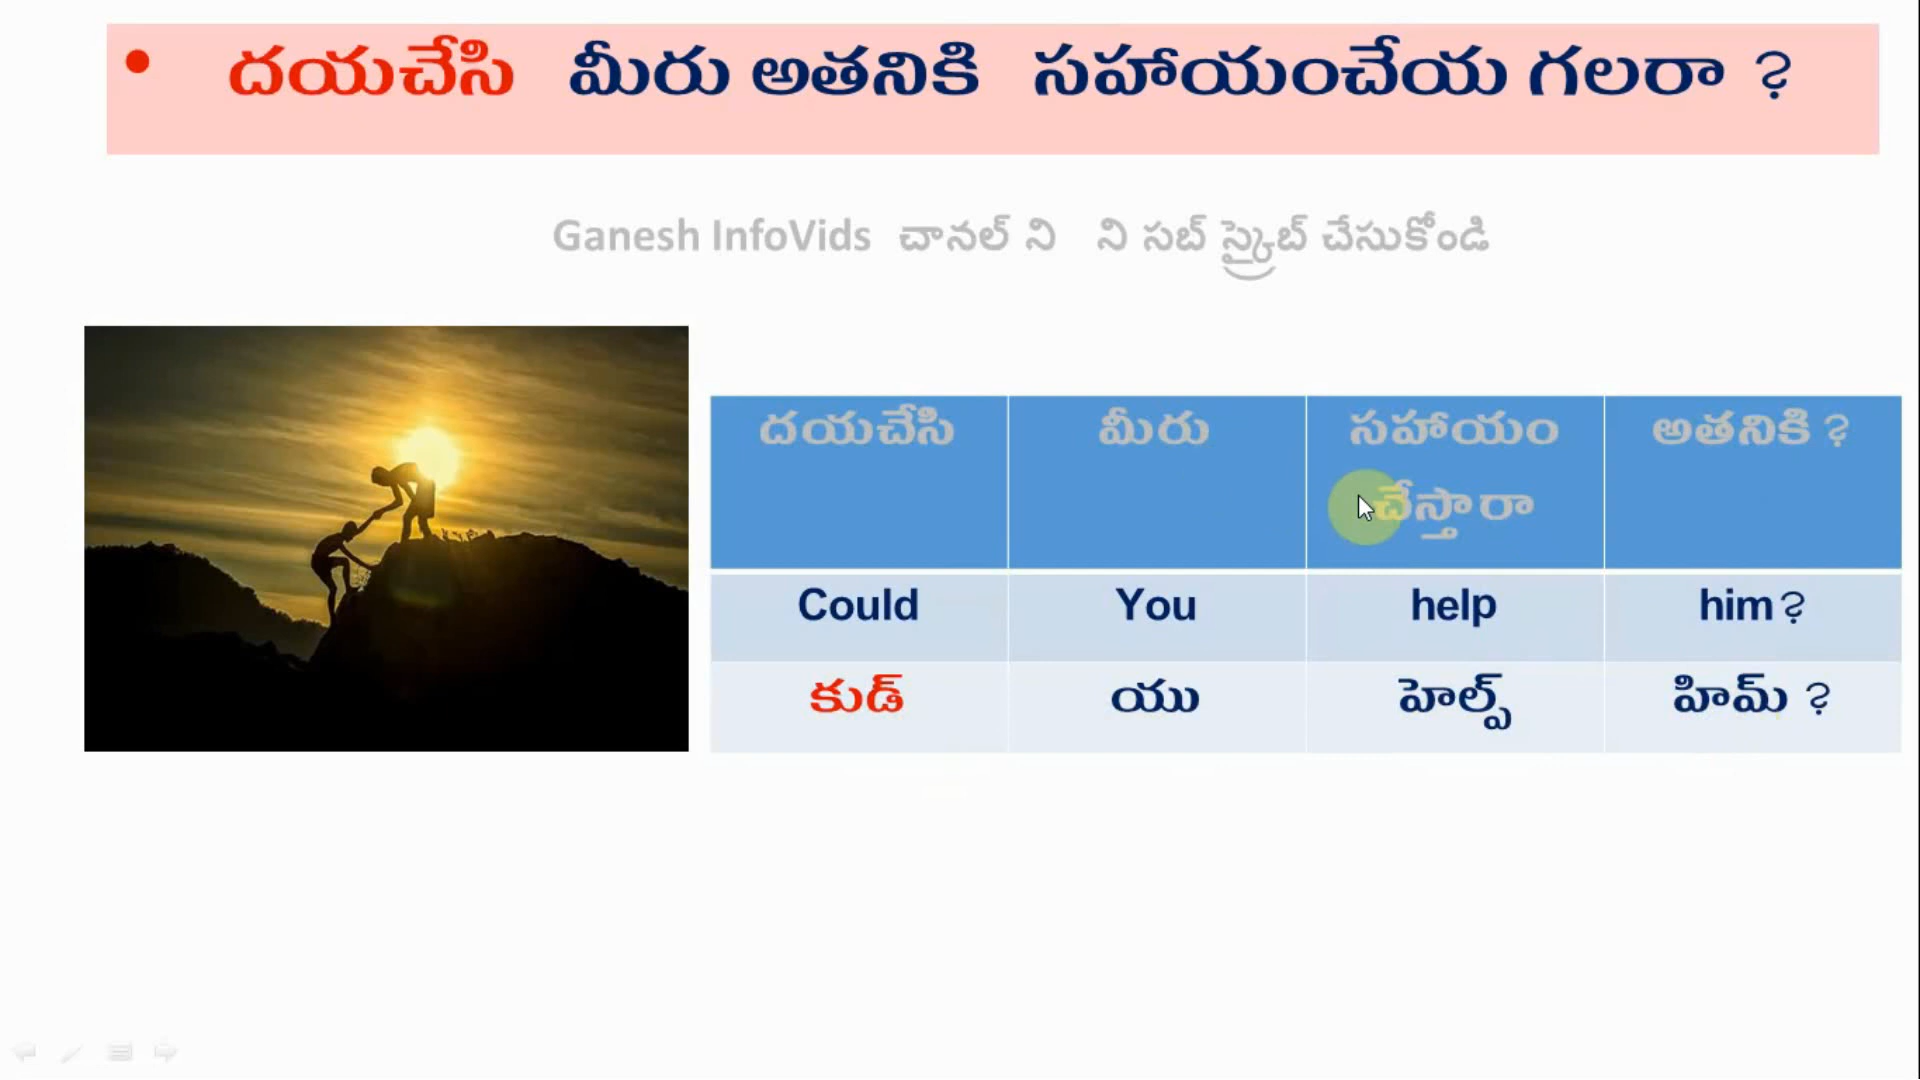 • దయచేసి మీరు అతనికి సహాయంచేయ గలరా ?
Ganesh InfoVids చానల్ ని ని సబ్ స్క్రైబ్ చేసుకోండి
దయచేసి మీరు సహాయం చేస్తారా అతనికి ?
Could You help him?
కుడ్ యు హెల్ప్ హిమ్ ?